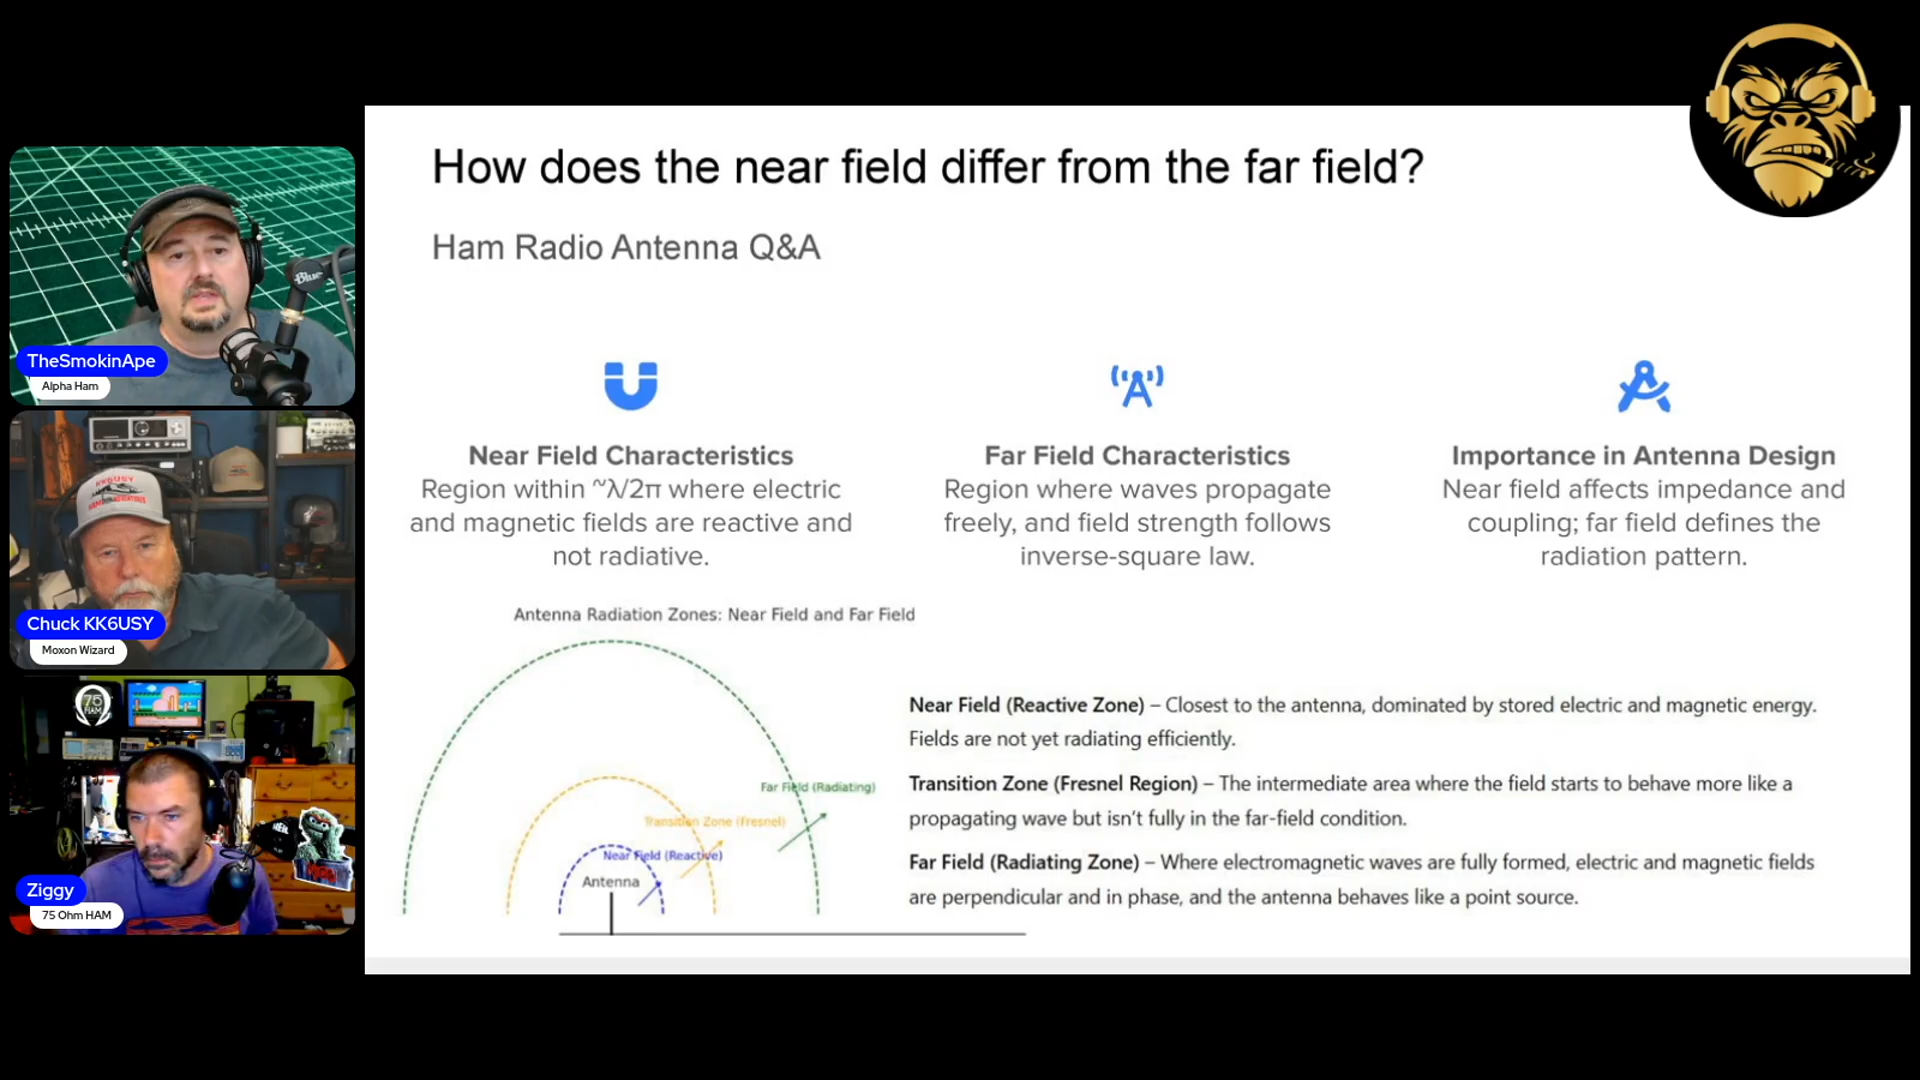 How does the near field differ from the far field?
Ham Radio Antenna Q&A
Near Field Characteristics
Region within ~λ/2π where electric
and magnetic fields are reactive and
not radiative.
Far Field Characteristics
Region where waves propagate
freely, and field strength follows
inverse-square law.
Importance in Antenna Design
Near field affects impedance and
coupling; far field defines the
radiation pattern.
Antenna Radiation Zones: Near Field and Far Field
Far Field (Radiating)
Transition Zone (Fresnel)
Near Field (Reactive)
Antenna
Near Field (Reactive Zone) – Closest to the antenna, dominated by stored electric and magnetic energy.
Fields are not yet radiating efficiently.
Transition Zone (Fresnel Region) – The intermediate area where the field starts to behave more like a
propagating wave but isn't fully in the far-field condition.
Far Field (Radiating Zone) – Where electromagnetic waves are fully formed, electric and magnetic fields
are perpendicular and in phase, and the antenna behaves like a point source.
Blue
TheSmokinApe
Alpha Ham
KK6USY
Chuck KK6USY
Moxon Wizard
75
HAM
Ziggy
75 Ohm HAM